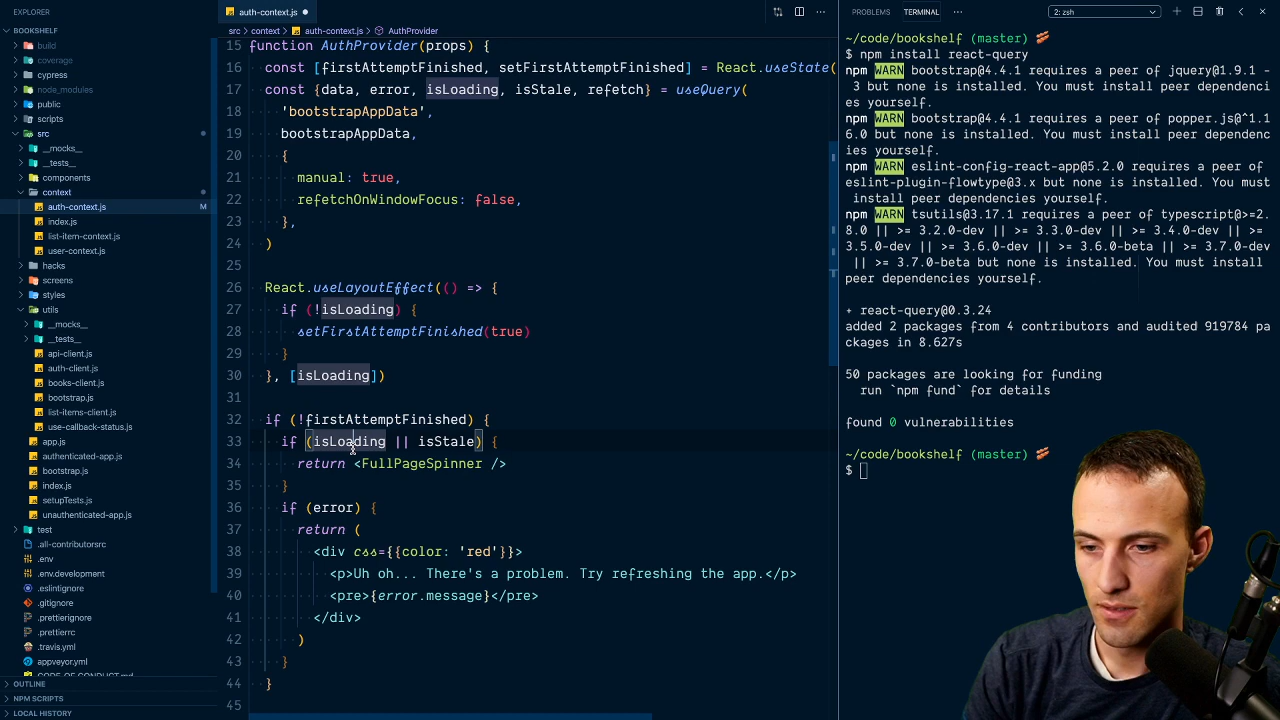 EXPLORER
BOOKSHELF
build
coverage
cypress
node_modules
public
scripts
src
__mocks__
__tests__
components
context
auth-context.js M
index.js
list-item-context.js
user-context.js
hacks
screens
styles
utils
__mocks__
__tests__
api-client.js
auth-client.js
books-client.js
bootstrap.js
list-items-client.js
use-callback-status.js
app.js
authenticated-app.js
bootstrap.js
index.js
setupTests.js
unauthenticated-app.js
test
.all-contributorsrc
.env
.env.development
.eslintignore
.gitignore
.prettierignore
.prettierrc
.travis.yml
appveyor.yml
CODE_OF_CONDUCT.md
OUTLINE
NPM SCRIPTS
LOCAL HISTORY
auth-context.js
src > context > auth-context.js > AuthProvider
15 function AuthProvider(props) {
16 const [firstAttemptFinished, setFirstAttemptFinished] = React.useState(
17 const {data, error, isLoading, isStale, refetch} = useQuery(
18 'bootstrapAppData',
19 bootstrapAppData,
20 {
21 manual: true,
22 refetchOnWindowFocus: false,
23 },
24 )
25
26 React.useLayoutEffect(() => {
27 if (!isLoading) {
28 setFirstAttemptFinished(true)
29 }
30 }, [isLoading])
31
32 if (!firstAttemptFinished) {
33 if (isLoading || isStale) {
34 return <FullPageSpinner />
35 }
36 if (error) {
37 return (
38 <div css={{color: 'red'}}>
39 <p>Uh oh... There's a problem. Try refreshing the app.</p>
40 <pre>{error.message}</pre>
41 </div>
42 )
43 }
44 }
45
PROBLEMS TERMINAL ··· 2: zsh
~/code/bookshelf (master)
$ npm install react-query
npm WARN bootstrap@4.4.1 requires a peer of jquery@1.9.1 -
3 but none is installed. You must install peer dependenci
es yourself.
npm WARN bootstrap@4.4.1 requires a peer of popper.js@^1.1
6.0 but none is installed. You must install peer dependenc
ies yourself.
npm WARN eslint-config-react-app@5.2.0 requires a peer of
eslint-plugin-flowtype@3.x but none is installed. You must
install peer dependencies yourself.
npm WARN tsutils@3.17.1 requires a peer of typescript@>=2.
8.0 || >= 3.2.0-dev || >= 3.3.0-dev || >= 3.4.0-dev || >=
3.5.0-dev || >= 3.6.0-dev || >= 3.6.0-beta || >= 3.7.0-dev
|| >= 3.7.0-beta but none is installed. You must install
peer dependencies yourself.
+ react-query@0.3.24
added 2 packages from 4 contributors and audited 919784 pa
ckages in 8.627s
50 packages are looking for funding
run `npm fund` for details
found 0 vulnerabilities
~/code/bookshelf (master)
$